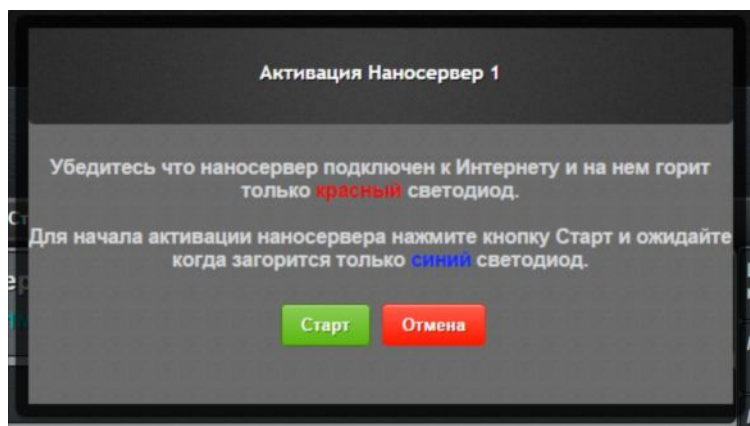 Активация Наносервер 1
Убедитесь что наносервер подключен к Интернету и на нем горит
только красный светодиод.
Для начала активации наносервера нажмите кнопку Старт и ожидайте
когда загорится только синий светодиод.
Старт Отмена